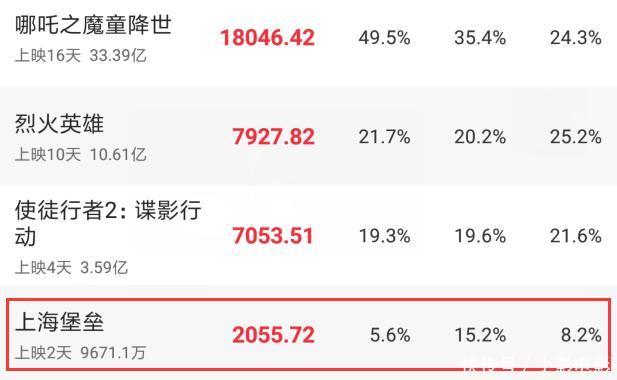 哪吒之魔童降世
18046.42 49.5% 35.4% 24.3%
上映16天 33.39亿
烈火英雄
7927.82 21.7% 20.2% 25.2%
上映10天 10.61亿
使徒行者2：谍影行
动
7053.51 19.3% 19.6% 21.6%
上映4天 3.59亿
上海堡垒
2055.72 5.6% 15.2% 8.2%
上映2天 9671.1万
快传号 / 小影电影